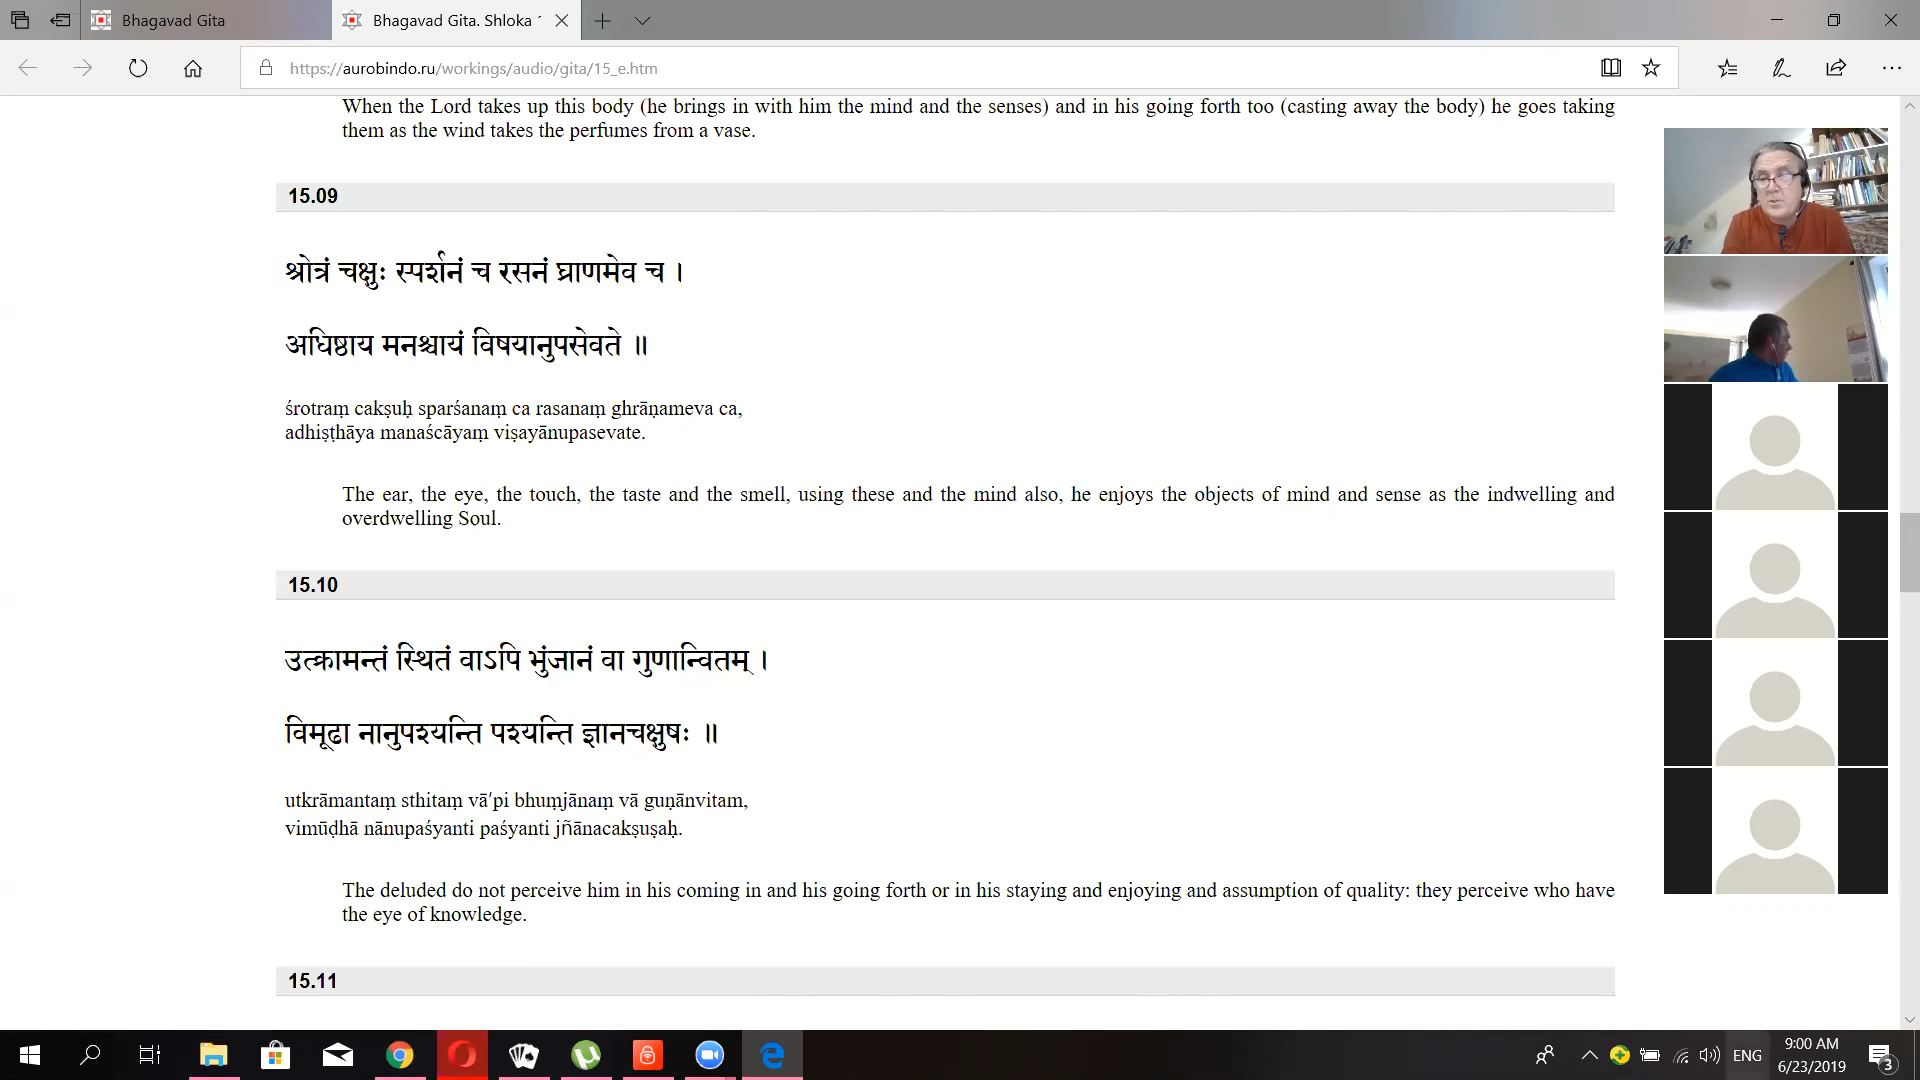 Bhagavad Gita
Bhagavad Gita. Shloka
https://aurobindo.ru/workings/audio/gita/15_e.htm
When the Lord takes up this body (he brings in with him the mind and the senses) and in his going forth too (casting away the body) he goes taking
them as the wind takes the perfumes from a vase.
15.09
श्रोत्रं चक्षुः स्पर्शनं च रसनं घ्राणमेव च ।
अधिष्ठाय मनश्चायं विषयानुपसेवते ॥
śrotraṃ cakṣuḥ sparśanaṃ ca rasanaṃ ghrāṇameva ca,
adhiṣṭhāya manaścāyaṃ viṣayānupasevate.
The ear, the eye, the touch, the taste and the smell, using these and the mind also, he enjoys the objects of mind and sense as the indwelling and
overdwelling Soul.
15.10
उत्क्रामन्तं स्थितं वाऽपि भुंजानं वा गुणान्वितम् ।
विमूढा नानुपश्यन्ति पश्यन्ति ज्ञानचक्षुषः ॥
utkrāmantaṃ sthitaṃ vā′pi bhuṃjānaṃ vā guṇānvitam,
vimūḍhā nānupaśyanti paśyanti jñānacakṣuṣaḥ.
The deluded do not perceive him in his coming in and his going forth or in his staying and enjoying and assumption of quality: they perceive who have
the eye of knowledge.
15.11
ENG
9:00 AM
6/23/2019
3